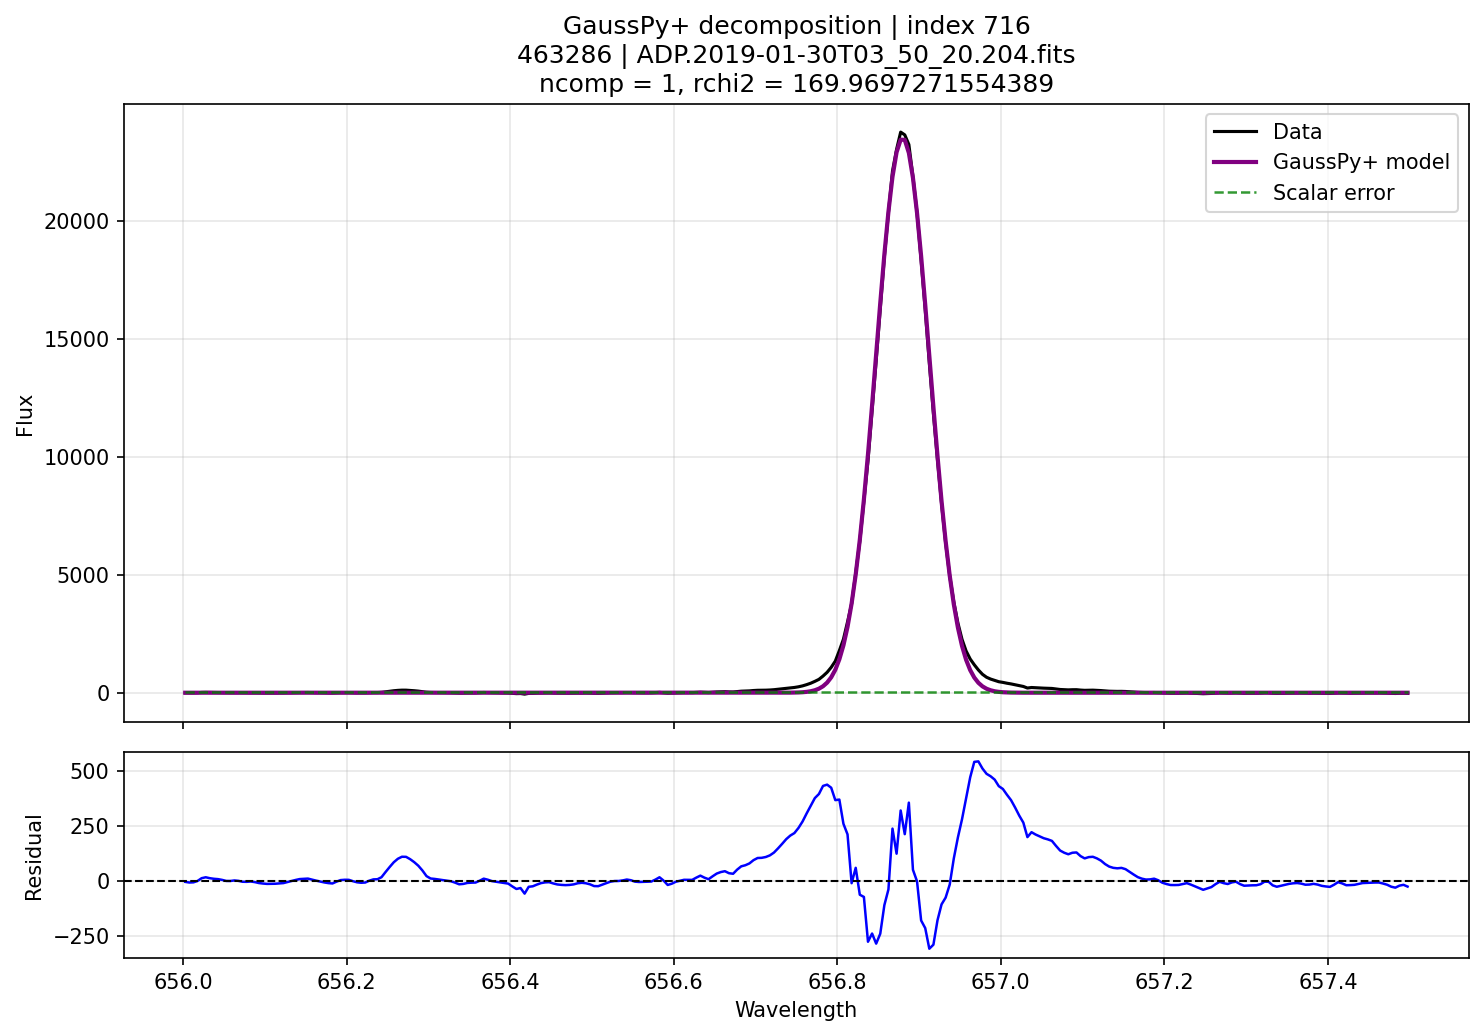 GaussPy+ decomposition | index 716
463286 | ADP.2019-01-30T03_50_20.204.fits
ncomp = 1, rchi2 = 169.9697271554389
Data
GaussPy+ model
Scalar error
Flux
20000
15000
10000
5000
0
Residual
500
250
0
−250
656.0 656.2 656.4 656.6 656.8 657.0 657.2 657.4
Wavelength